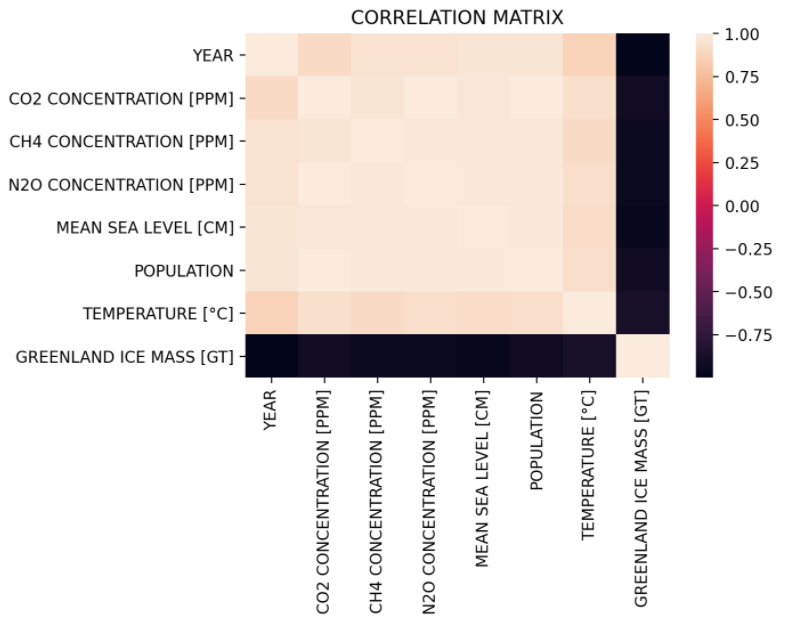 CORRELATION MATRIX
YEAR
CO2 CONCENTRATION [PPM]
CH4 CONCENTRATION [PPM]
N2O CONCENTRATION [PPM]
MEAN SEA LEVEL [CM]
POPULATION
TEMPERATURE [°C]
GREENLAND ICE MASS [GT]
YEAR
CO2 CONCENTRATION [PPM]
CH4 CONCENTRATION [PPM]
N2O CONCENTRATION [PPM]
MEAN SEA LEVEL [CM]
POPULATION
TEMPERATURE [°C]
GREENLAND ICE MASS [GT]
1.00
0.75
0.50
0.25
0.00
−0.25
−0.50
−0.75